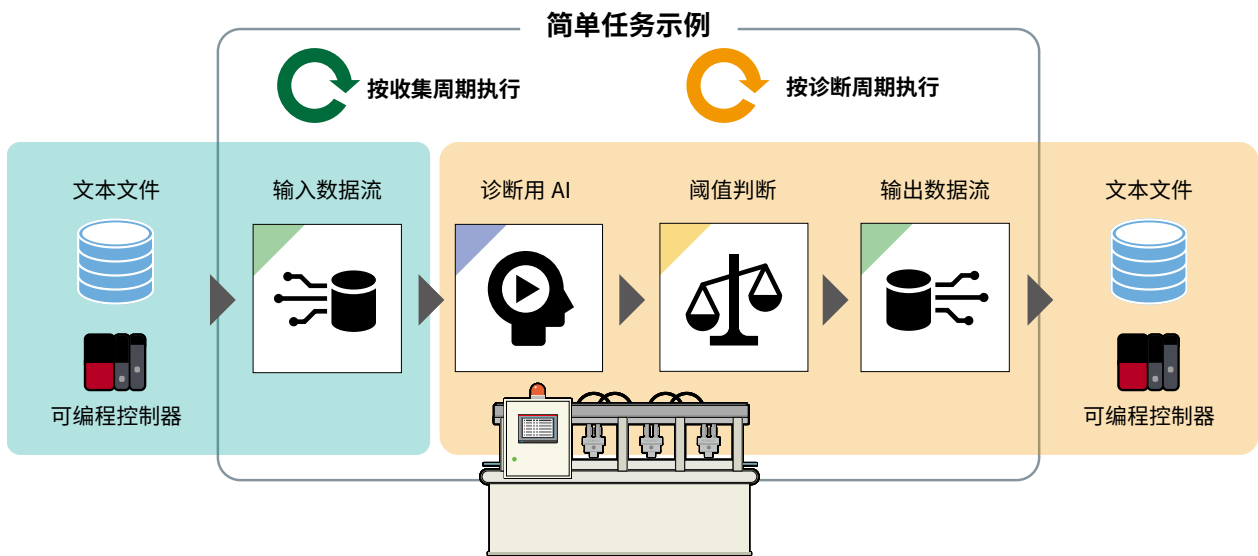 简单任务示例
按收集周期执行
按诊断周期执行
文本文件
输入数据流
诊断用 AI
阈值判断
输出数据流
文本文件
可编程控制器
可编程控制器